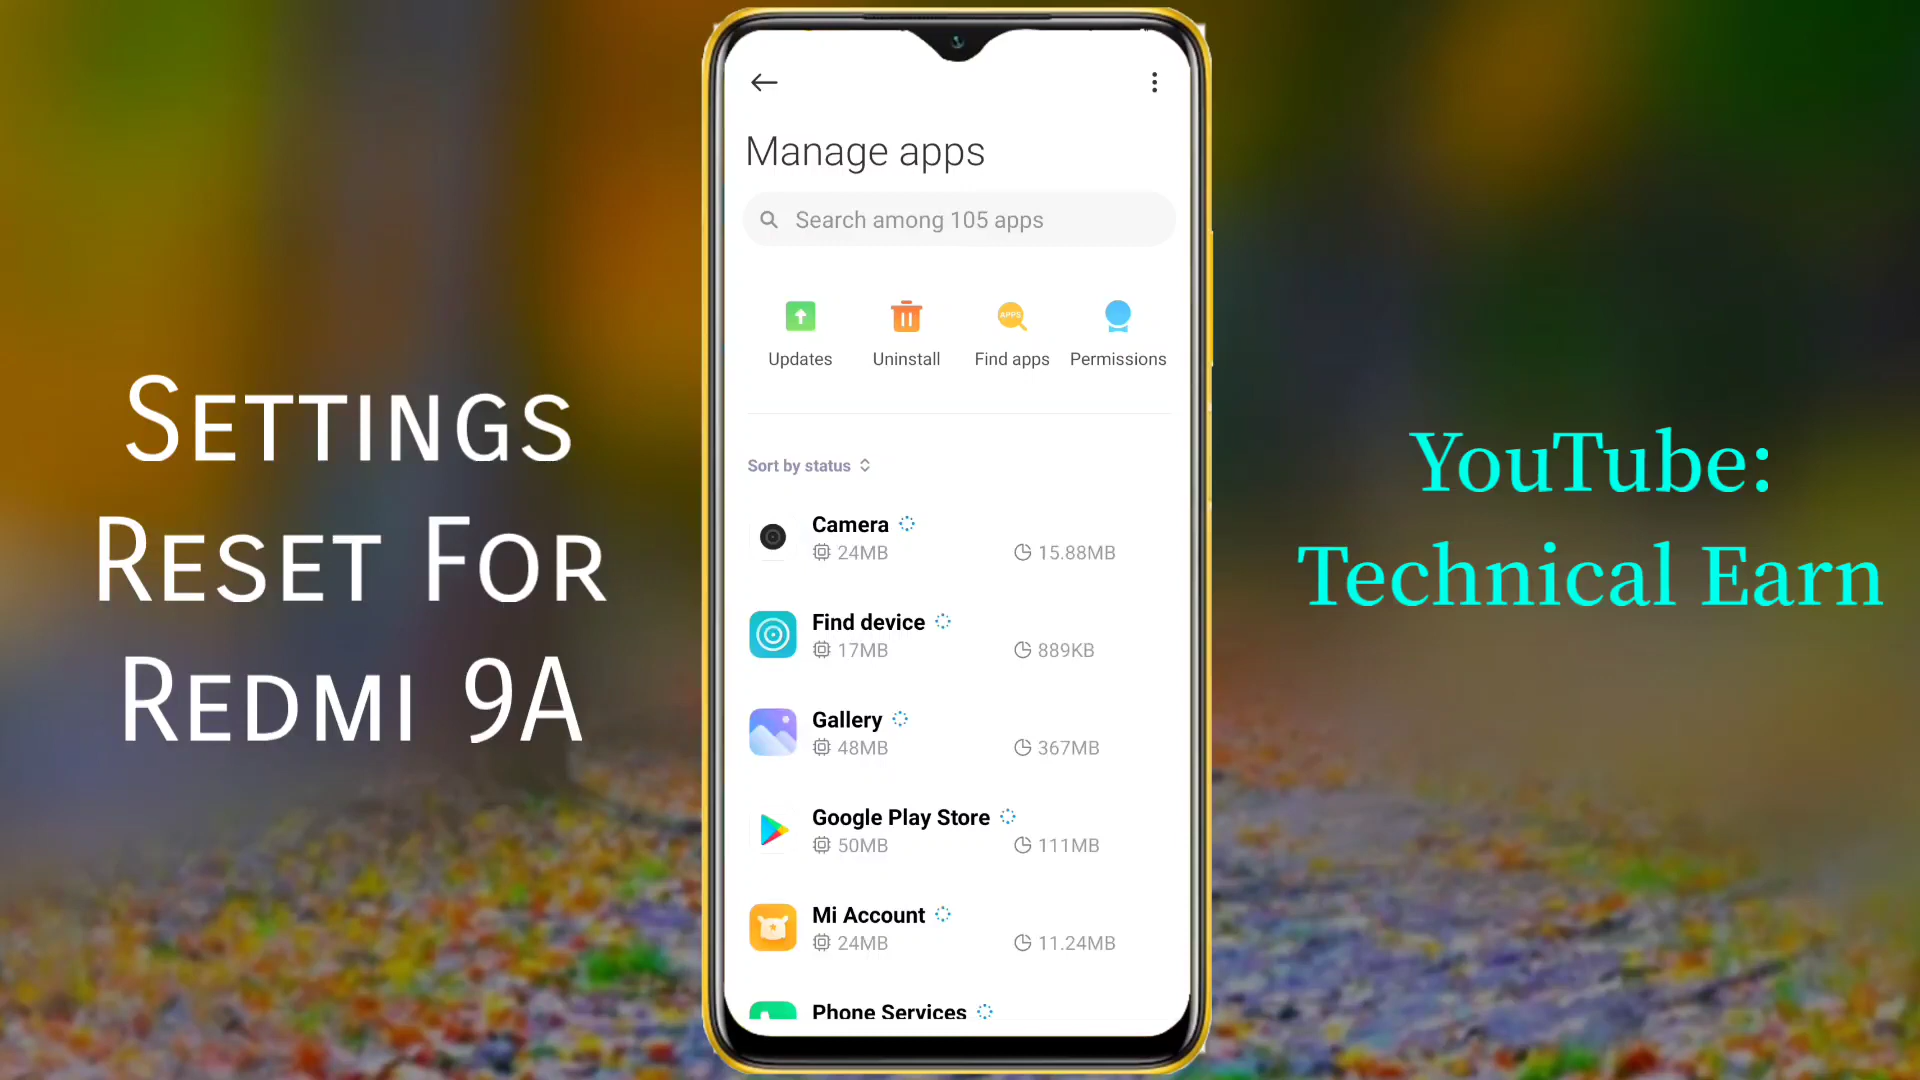 Settings
Reset For
Redmi 9A
Manage apps
Search among 105 apps
Updates
Uninstall
APPS
Find apps
Permissions
Sort by status
Camera
24MB
15.88MB
Find device
17MB
889KB
Gallery
48MB
367MB
Google Play Store
50MB
111MB
Mi Account
24MB
11.24MB
Phone Services
YouTube:
Technical Earn